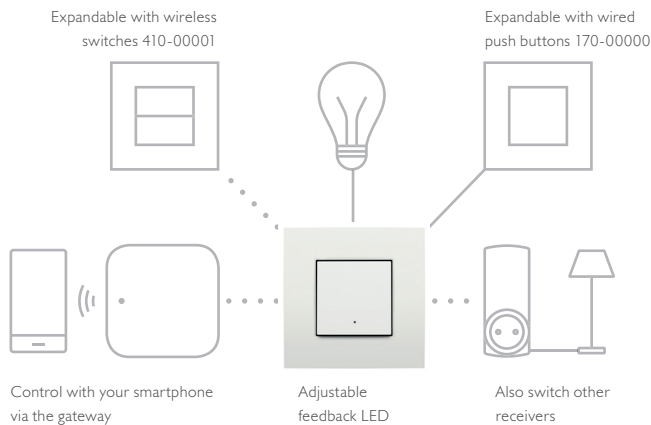 Expandable with wireless
switches 410-00001
Expandable with wired
push buttons 170-00000
Control with your smartphone
via the gateway
Adjustable
feedback LED
Also switch other
receivers